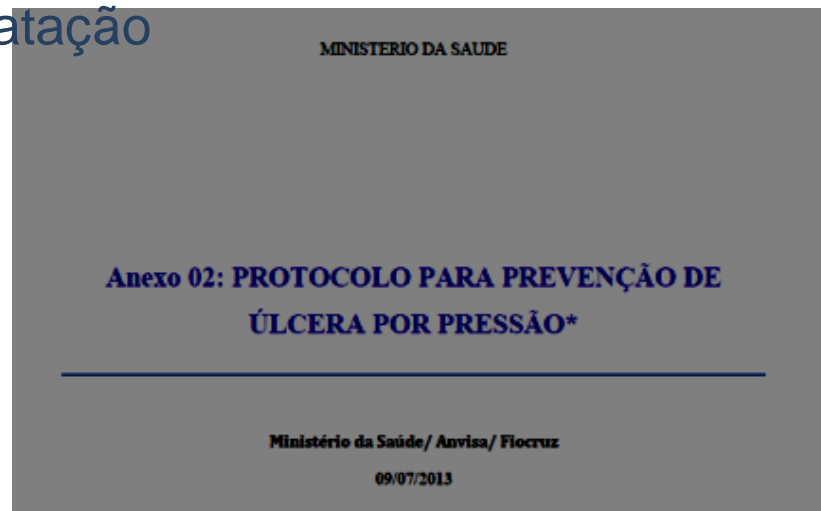 MINISTERIO DA SAUDE
Anexo 02: PROTOCOLO PARA PREVENÇÃO DE
ÚLCERA POR PRESSÃO*
Ministério da Saúde/ Anvisa/ Fiocruz
09/07/2013